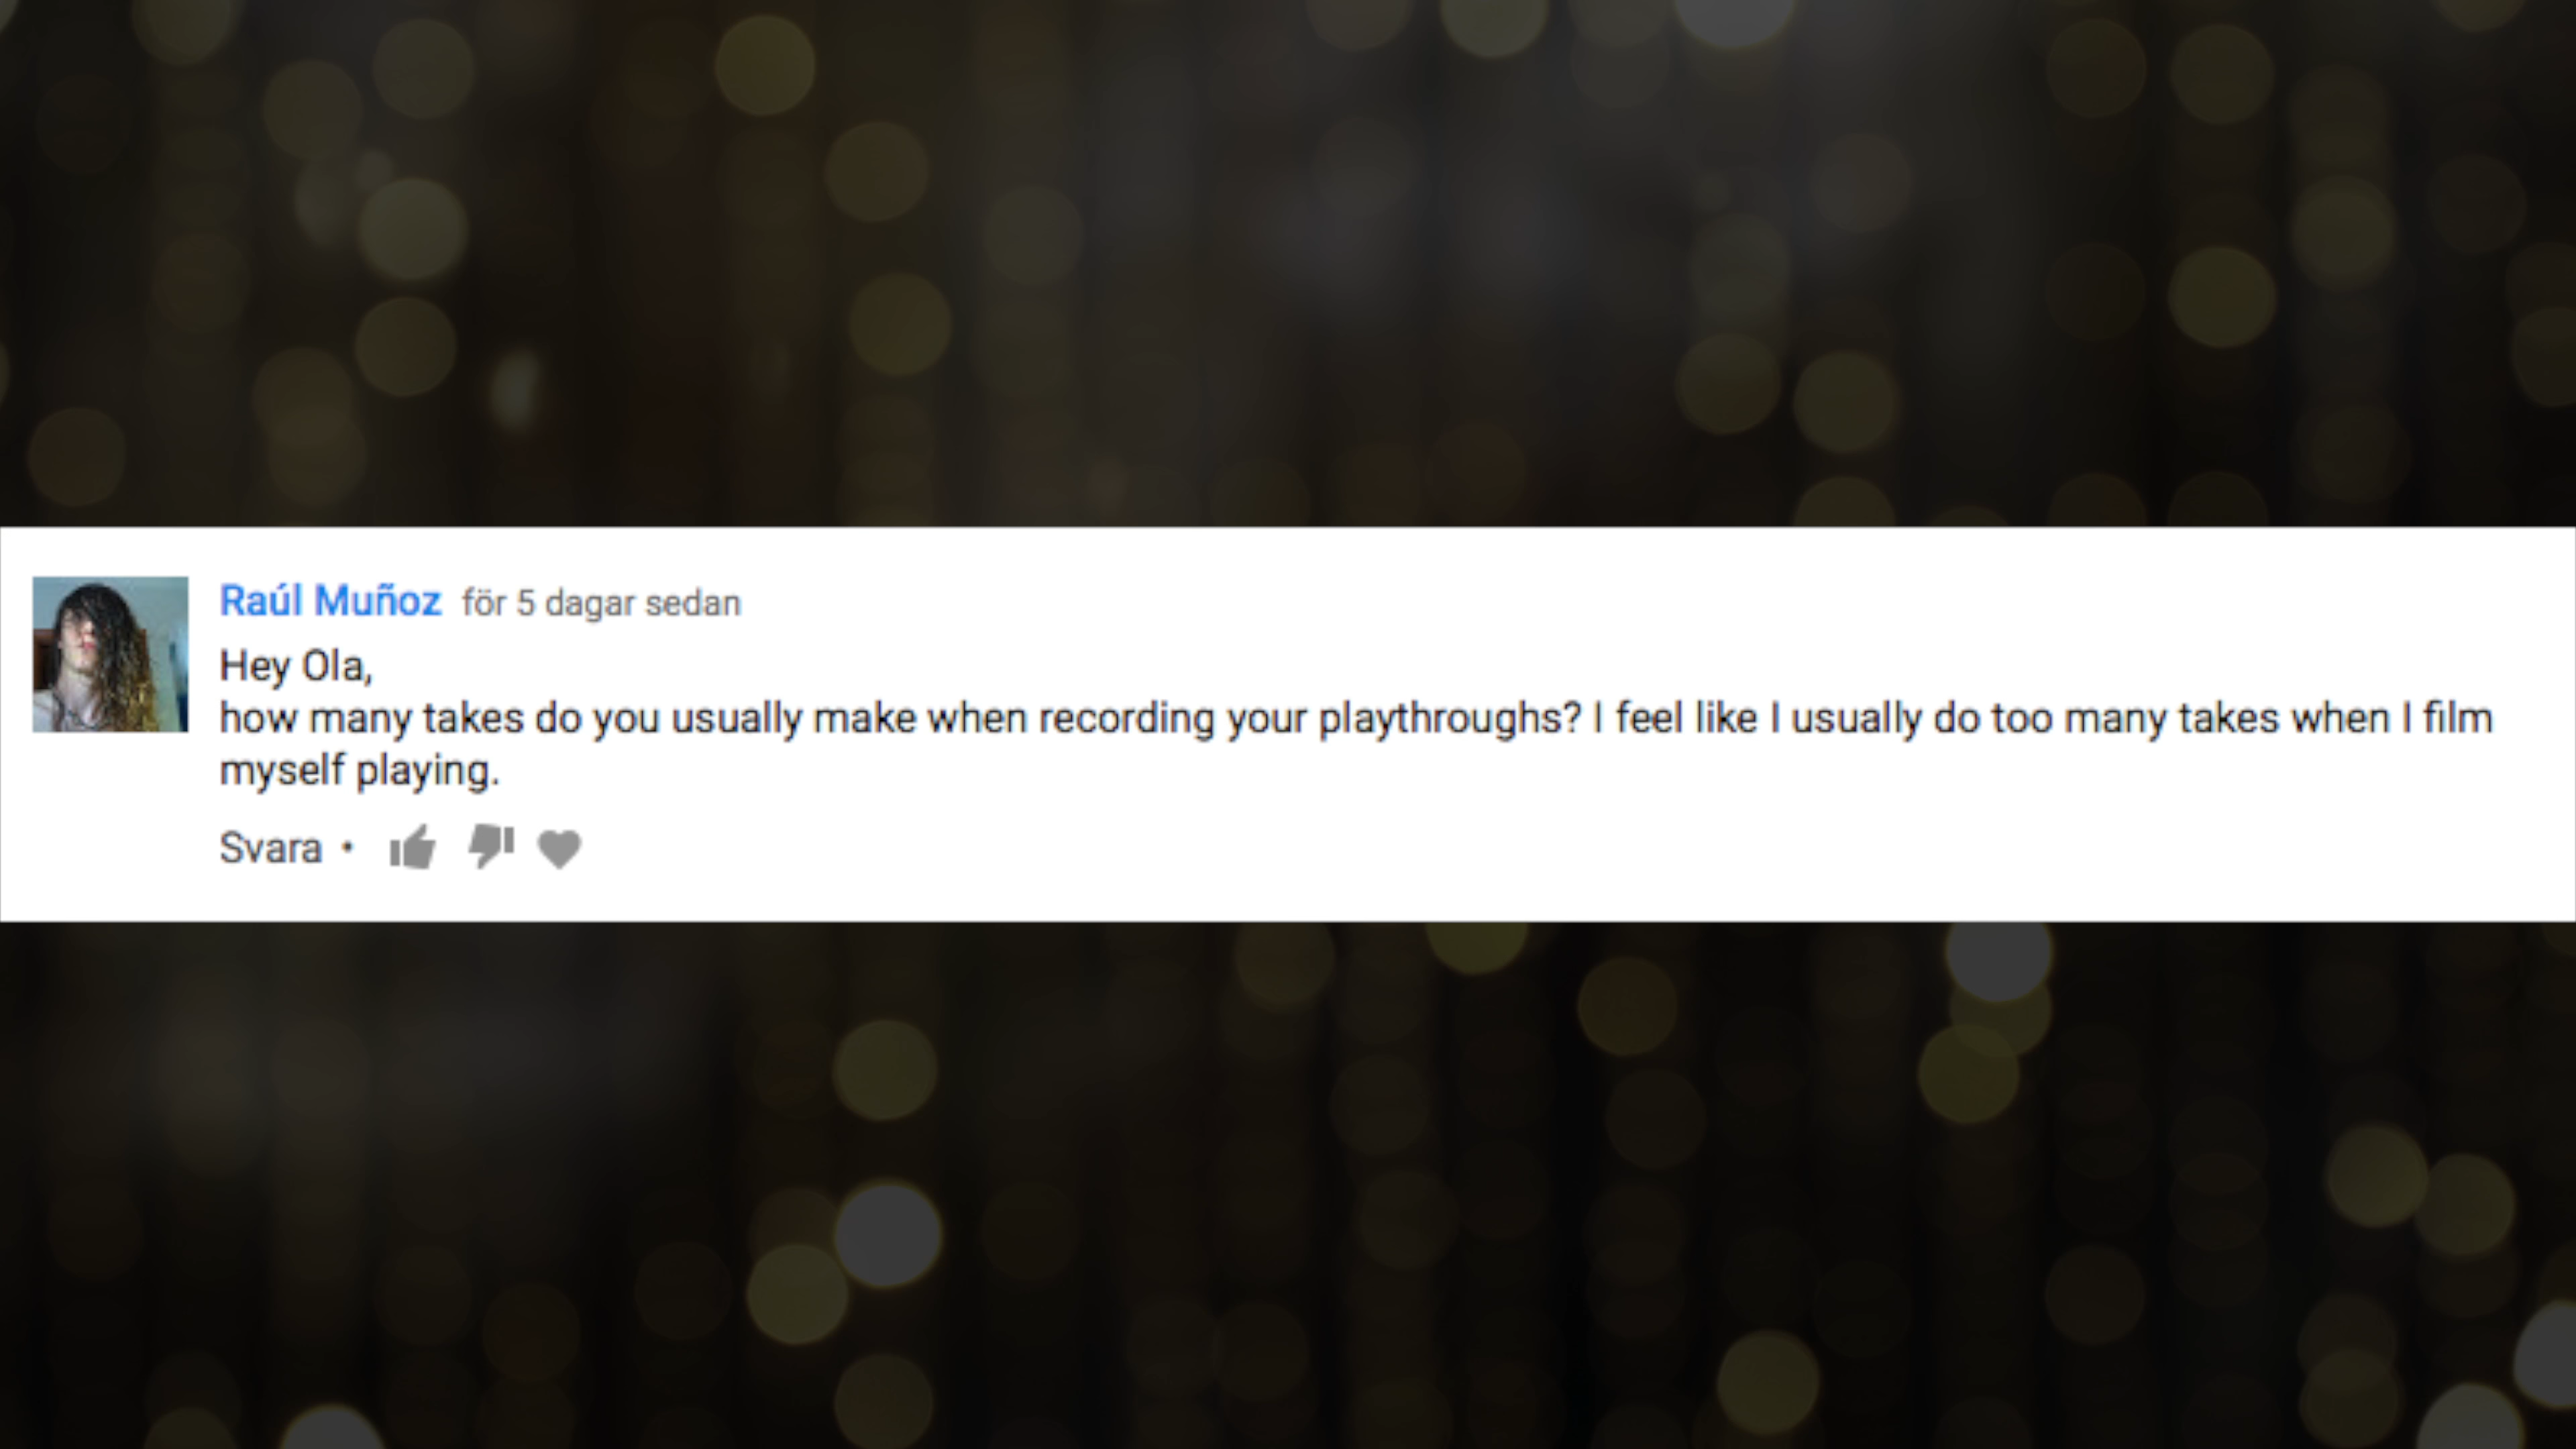 Raúl Muñoz för 5 dagar sedan
Hey Ola,
how many takes do you usually make when recording your playthroughs? I feel like I usually do too many takes when I film
myself playing.
Svara •